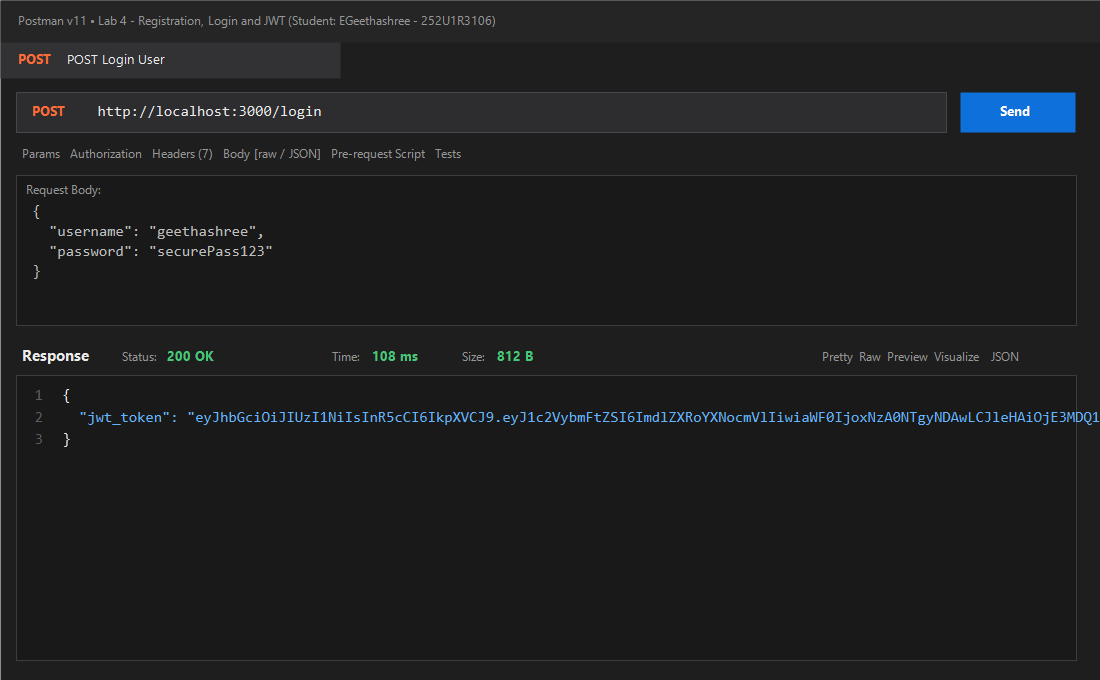 Postman v11 • Lab 4 - Registration, Login and JWT (Student: EGeethashree - 252U1R3106)
POST POST Login User
POST http://localhost:3000/login Send
Params Authorization Headers (7) Body [raw / JSON] Pre-request Script Tests
Request Body:
{
"username": "geethashree",
"password": "securePass123"
}
Response Status: 200 OK Time: 108 ms Size: 812 B Pretty Raw Preview Visualize JSON
1 {
2 "jwt_token": "eyJhbGciOiJIUzI1NiIsInR5cCI6IkpXVCJ9.eyJ1c2VybmFtZSI6ImdlZXRoYXNocmVlIiwiaWF0IjoxNzA0NTgyNDAwLCJleHAiOjE3MDQ1
3 }